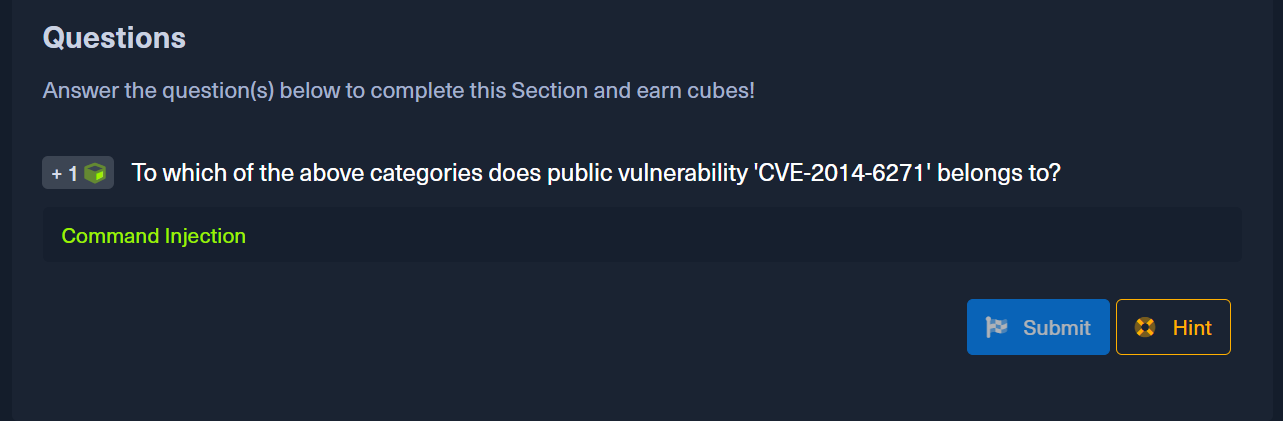 Questions
Answer the question(s) below to complete this Section and earn cubes!
+ 1 To which of the above categories does public vulnerability 'CVE-2014-6271' belongs to?
Command Injection
Submit Hint